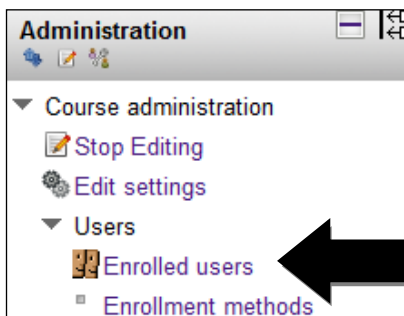 Administration
Course administration
Stop Editing
Edit settings
Users
Enrolled users
Enrollment methods